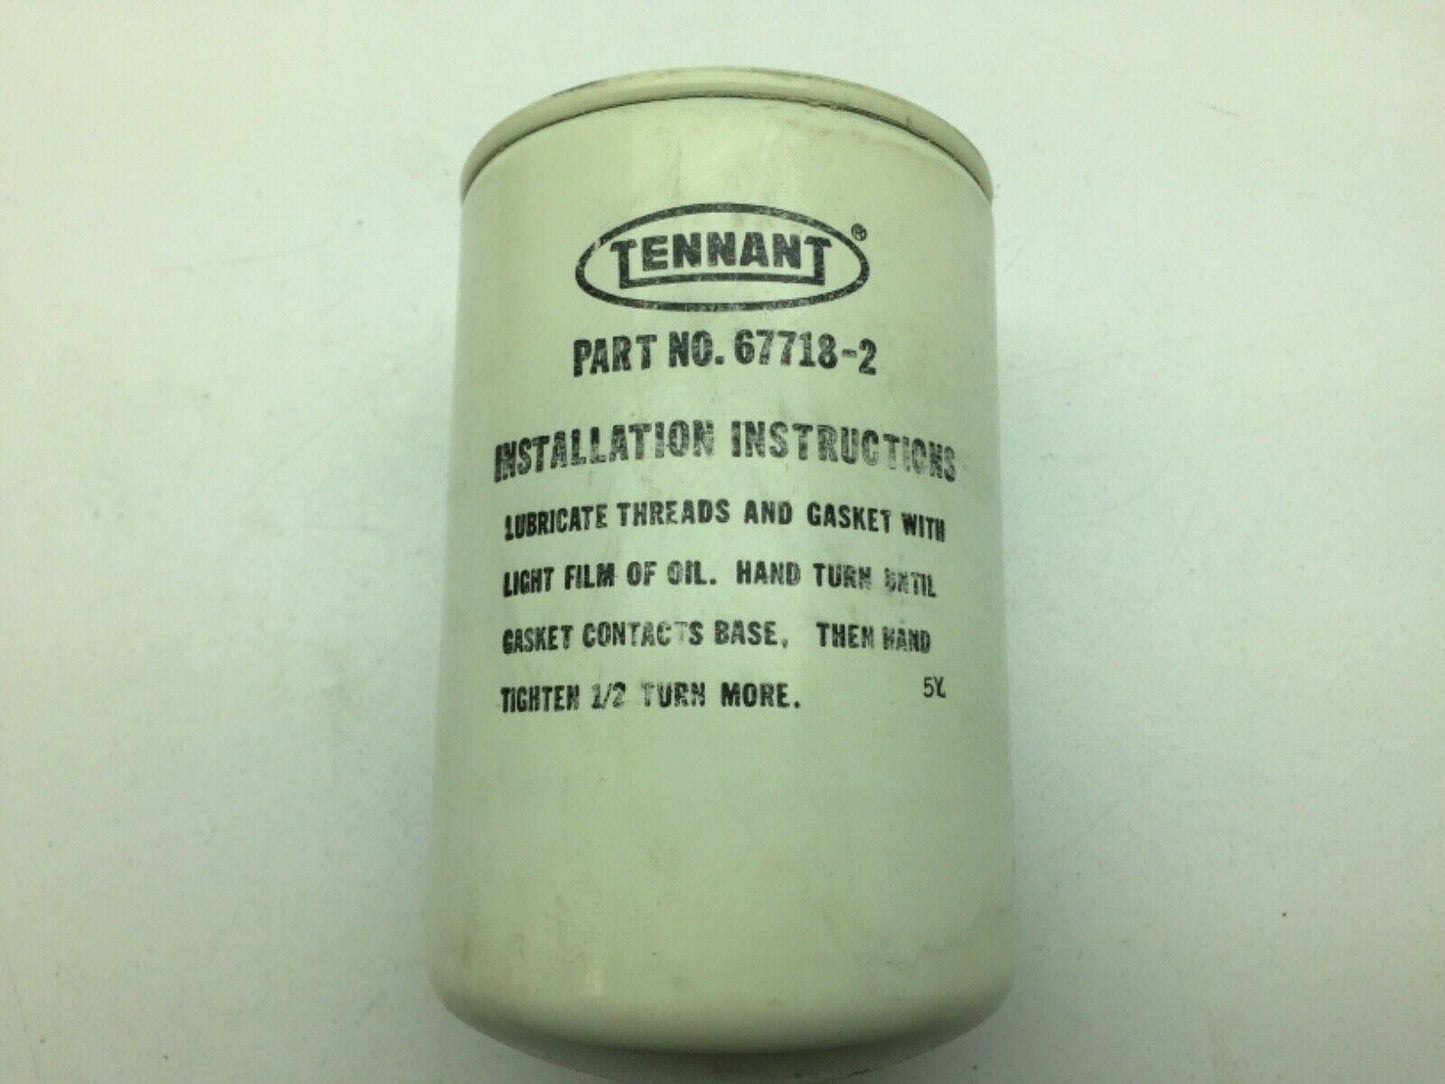 TENNANT ®
PART NO. 67718-2
INSTALLATION INSTRUCTIONS
LUBRICATE THREADS AND GASKET WITH
LIGHT FILM OF OIL. HAND TURN UNTIL
GASKET CONTACTS BASE. THEN HAND
TIGHTEN 1/2 TURN MORE.